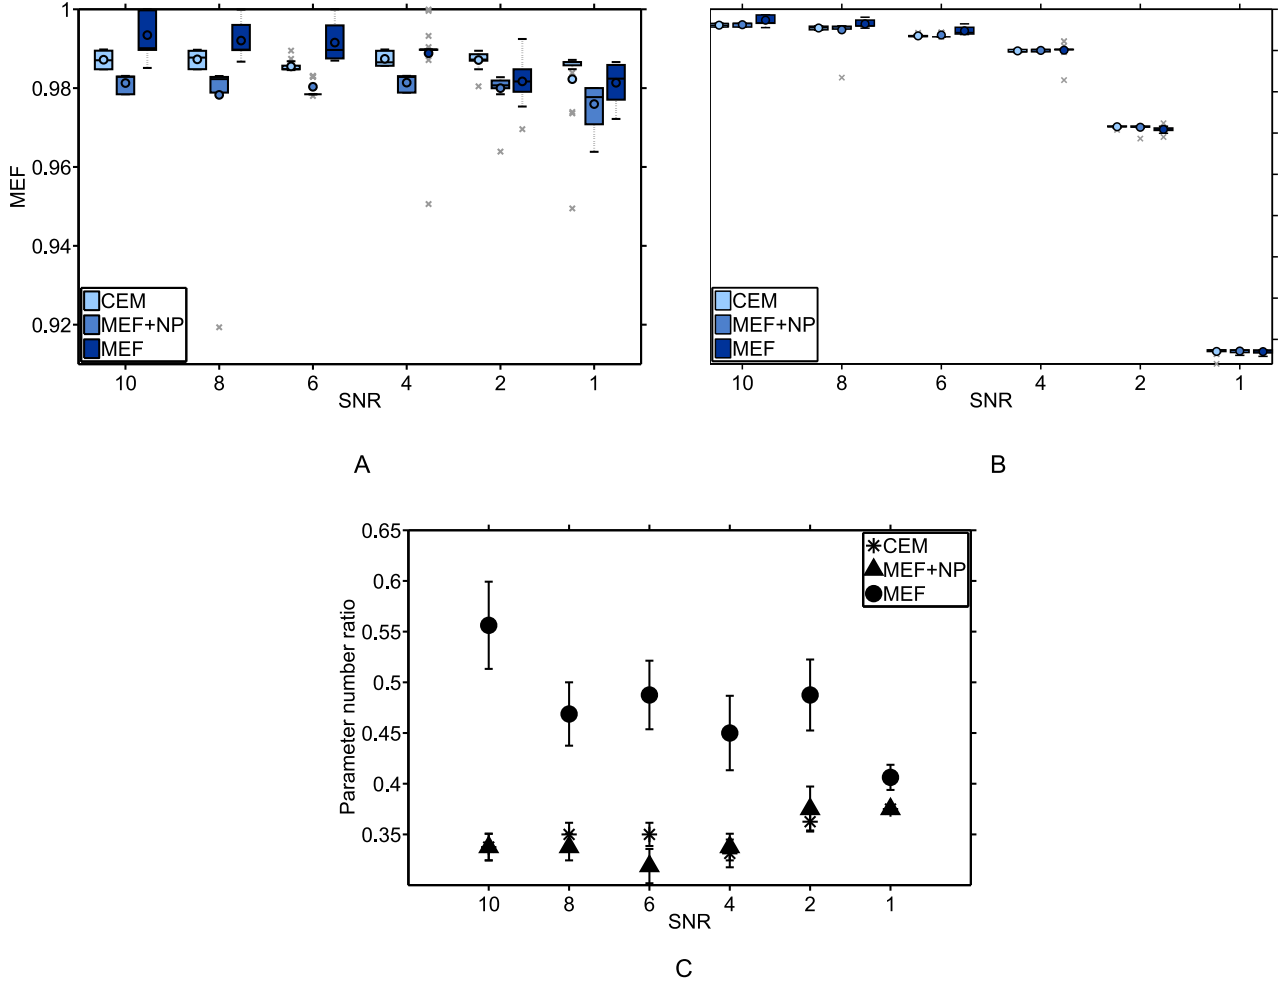 1
0.98
0.96
0.94
0.92
MEF
CEM
MEF+NP
MEF
10 8 6 4 2 1
SNR
A
CEM
MEF+NP
MEF
10 8 6 4 2 1
SNR
B
0.65
0.6
0.55
0.5
0.45
0.4
0.35
Parameter number ratio
CEM
MEF+NP
MEF
10 8 6 4 2 1
SNR
C